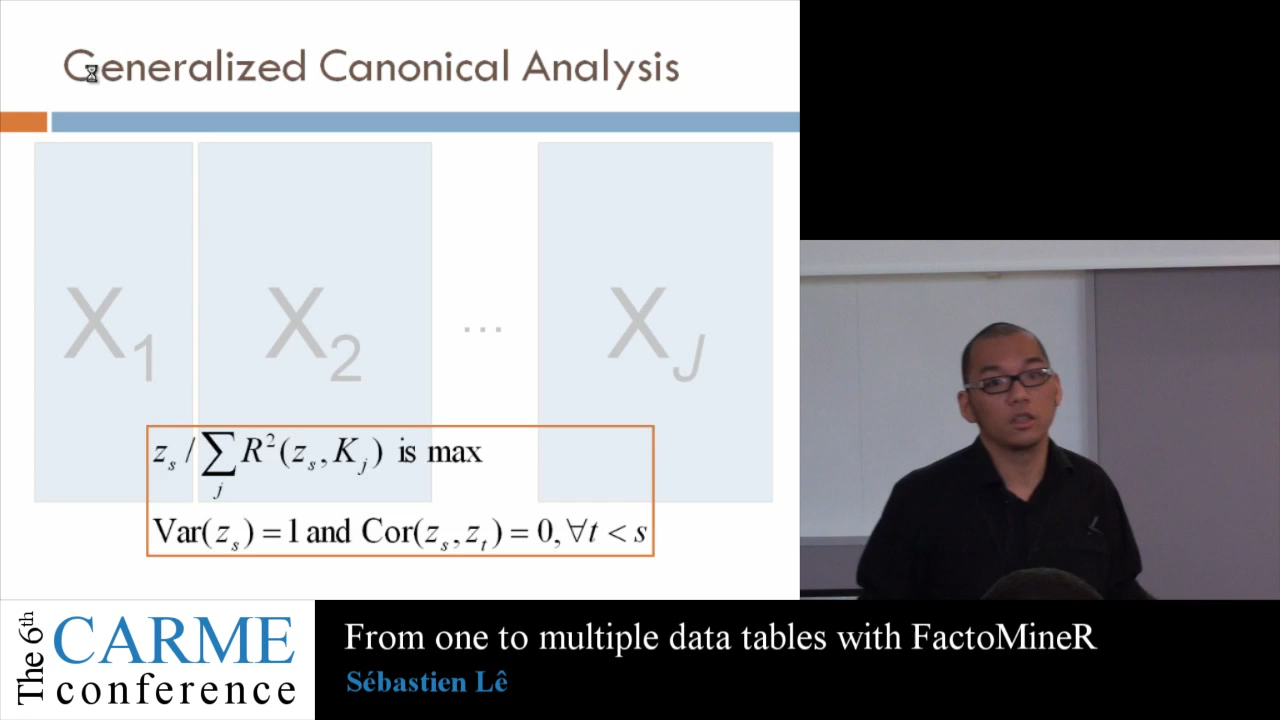 Generalized Canonical Analysis
X₁ X₂ ... X_J
z_s / ∑_j R²(z_s, K_j) is max
Var(z_s) = 1 and Cor(z_s, z_t) = 0, ∀t < s
The 6th
CARME
conference
From one to multiple data tables with FactoMineR
Sébastien Lê